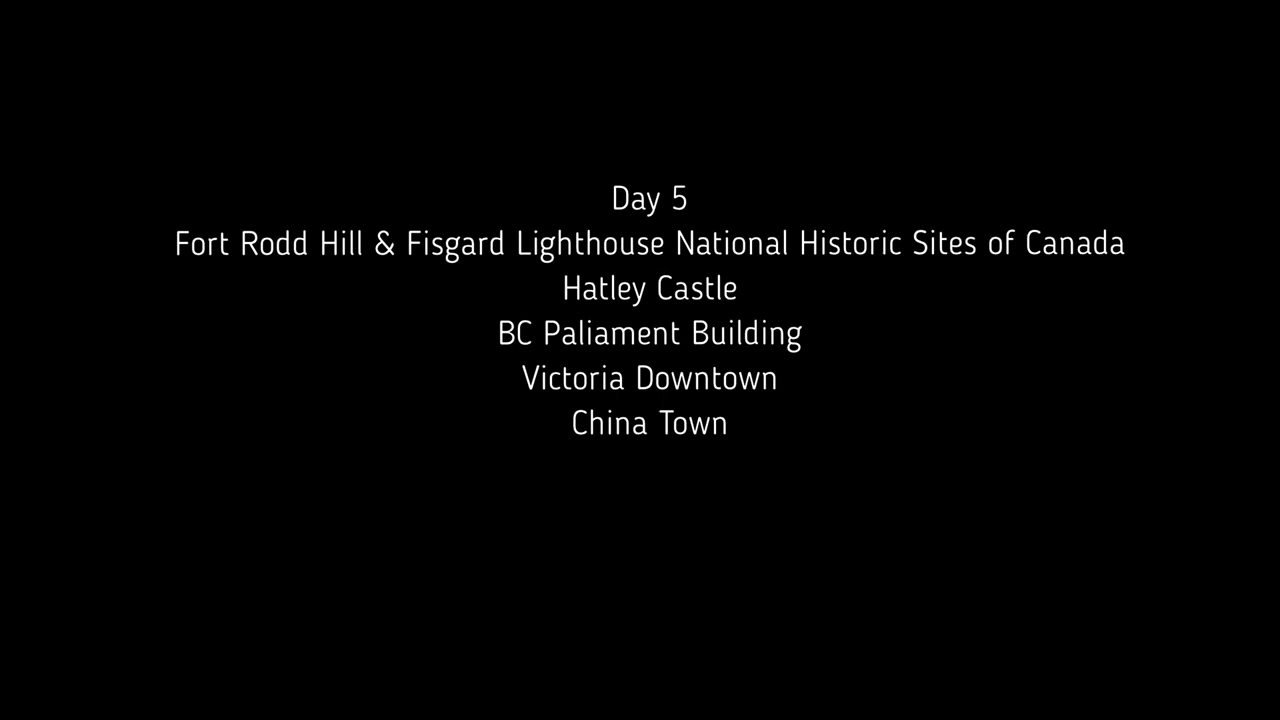 Day 5
Fort Rodd Hill & Fisgard Lighthouse National Historic Sites of Canada
Hatley Castle
BC Paliament Building
Victoria Downtown
China Town